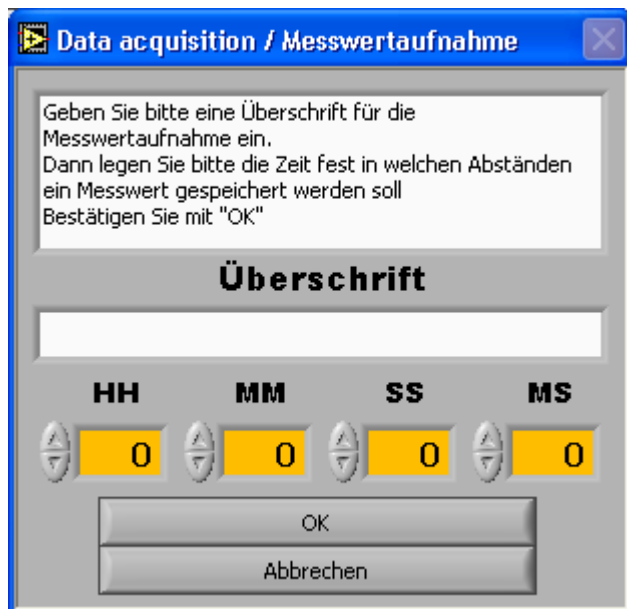 Data acquisition / Messwertaufnahme
Geben Sie bitte eine Überschrift für die
Messwertaufnahme ein.
Dann legen Sie bitte die Zeit fest in welchen Abständen
ein Messwert gespeichert werden soll
Bestätigen Sie mit "OK"
Überschrift
HH MM SS MS
0 0 0 0
OK
Abbrechen